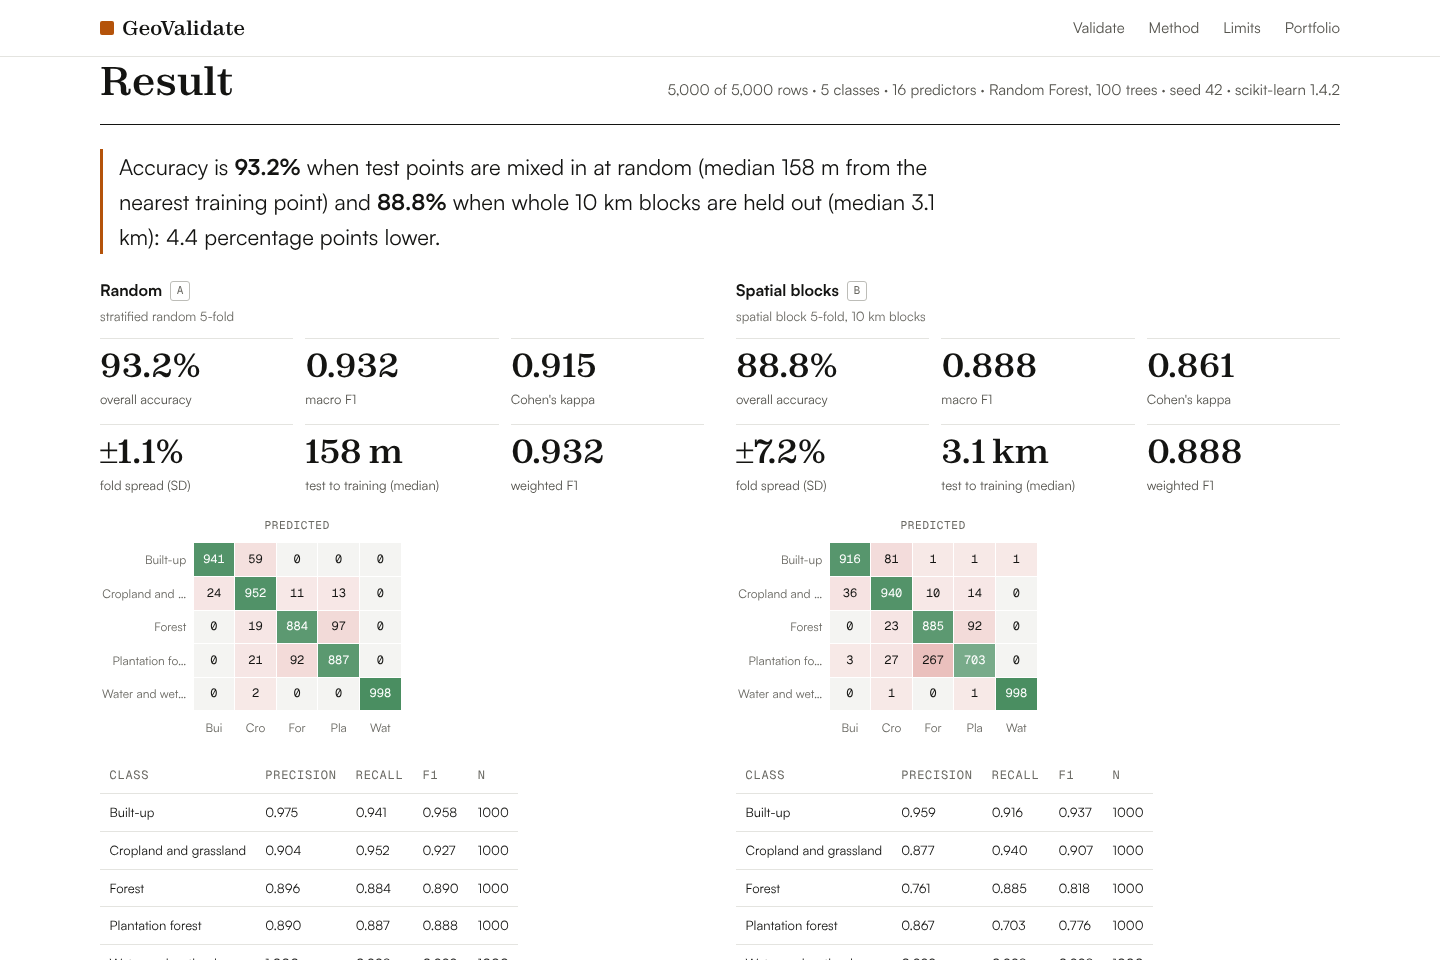 GeoValidate
Validate Method Limits Portfolio
Result
5,000 of 5,000 rows · 5 classes · 16 predictors · Random Forest, 100 trees · seed 42 · scikit-learn 1.4.2
Accuracy is 93.2% when test points are mixed in at random (median 158 m from the
nearest training point) and 88.8% when whole 10 km blocks are held out (median 3.1
km): 4.4 percentage points lower.
Random A
stratified random 5-fold
93.2% 0.932 0.915
overall accuracy macro F1 Cohen's kappa
±1.1% 158 m 0.932
fold spread (SD) test to training (median) weighted F1
PREDICTED
Built-up 941 59 0 0 0
Cropland and ... 24 952 11 13 0
Forest 0 19 884 97 0
Plantation fo... 0 21 92 887 0
Water and wet... 0 2 0 0 998
Bui Cro For Pla Wat
CLASS PRECISION RECALL F1 N
Built-up 0.975 0.941 0.958 1000
Cropland and grassland 0.904 0.952 0.927 1000
Forest 0.896 0.884 0.890 1000
Plantation forest 0.890 0.887 0.888 1000
Spatial blocks B
spatial block 5-fold, 10 km blocks
88.8% 0.888 0.861
overall accuracy macro F1 Cohen's kappa
±7.2% 3.1 km 0.888
fold spread (SD) test to training (median) weighted F1
PREDICTED
Built-up 916 81 1 1 1
Cropland and ... 36 940 10 14 0
Forest 0 23 885 92 0
Plantation fo... 3 27 267 703 0
Water and wet... 0 1 0 1 998
Bui Cro For Pla Wat
CLASS PRECISION RECALL F1 N
Built-up 0.959 0.916 0.937 1000
Cropland and grassland 0.877 0.940 0.907 1000
Forest 0.761 0.885 0.818 1000
Plantation forest 0.867 0.703 0.776 1000